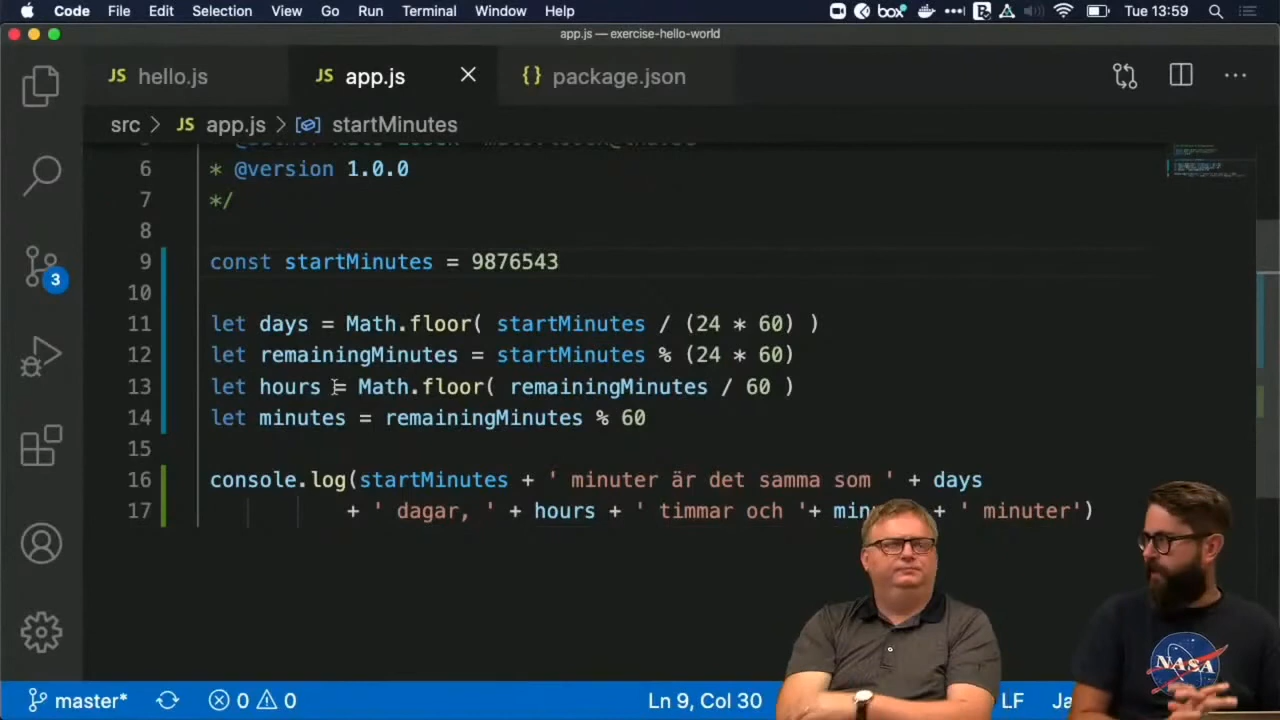 Code File Edit Selection View Go Run Terminal Window Help box Tue 13:59
app.js — exercise-hello-world
JS hello.js JS app.js {} package.json
src > JS app.js > startMinutes
6 * @version 1.0.0
7 */
8
9 const startMinutes = 9876543
10
11 let days = Math.floor( startMinutes / (24 * 60) )
12 let remainingMinutes = startMinutes % (24 * 60)
13 let hours = Math.floor( remainingMinutes / 60 )
14 let minutes = remainingMinutes % 60
15
16 console.log(startMinutes + ' minuter är det samma som ' + days
17 + ' dagar, ' + hours + ' timmar och '+ + ' minuter')
3
NASA
master* 0 0 Ln 9, Col 30 LF